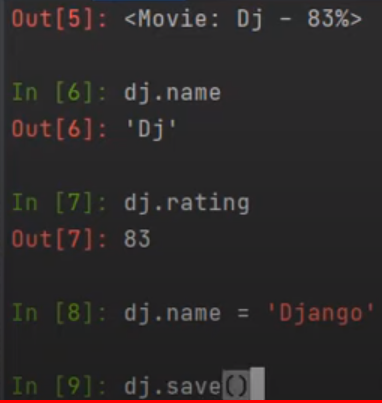 Out[5]: <Movie: Dj - 83%>
In [6]: dj.name
Out[6]: 'Dj'
In [7]: dj.rating
Out[7]: 83
In [8]: dj.name = 'Django'
In [9]: dj.save()